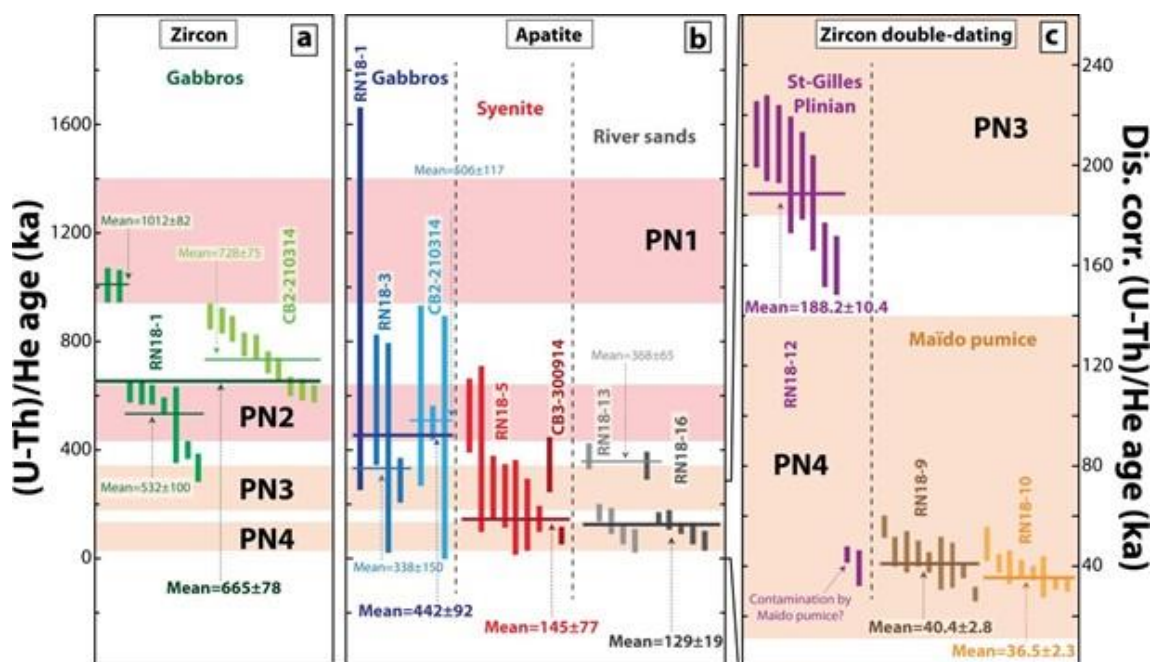 Zircon
a
Gabbros
(U-Th)/He age (ka)
1600
1200
800
400
0
Mean=1012±82
Mean=728±75
CB2-210314
RN18-1
PN2
Mean=532±100
PN3
PN4
Mean=665±78
Apatite
b
RN18-1
Gabbros
Syenite
River sands
Mean=606±117
PN1
RN18-3
CB2-210314
RN18-5
CB3-300914
Mean=368±65
RN18-13
RN18-16
Mean=338±150
Mean=442±92
Mean=145±77
Mean=129±19
Zircon double-dating
c
St-Gilles
Plinian
PN3
Mean=188.2±10.4
Maïdo pumice
RN18-12
PN4
RN18-9
RN18-10
Contamination by
Maïdo pumice?
Mean=40.4±2.8
Mean=36.5±2.3
240
200
160
120
80
40
Dis. corr. (U-Th)/He age (ka)